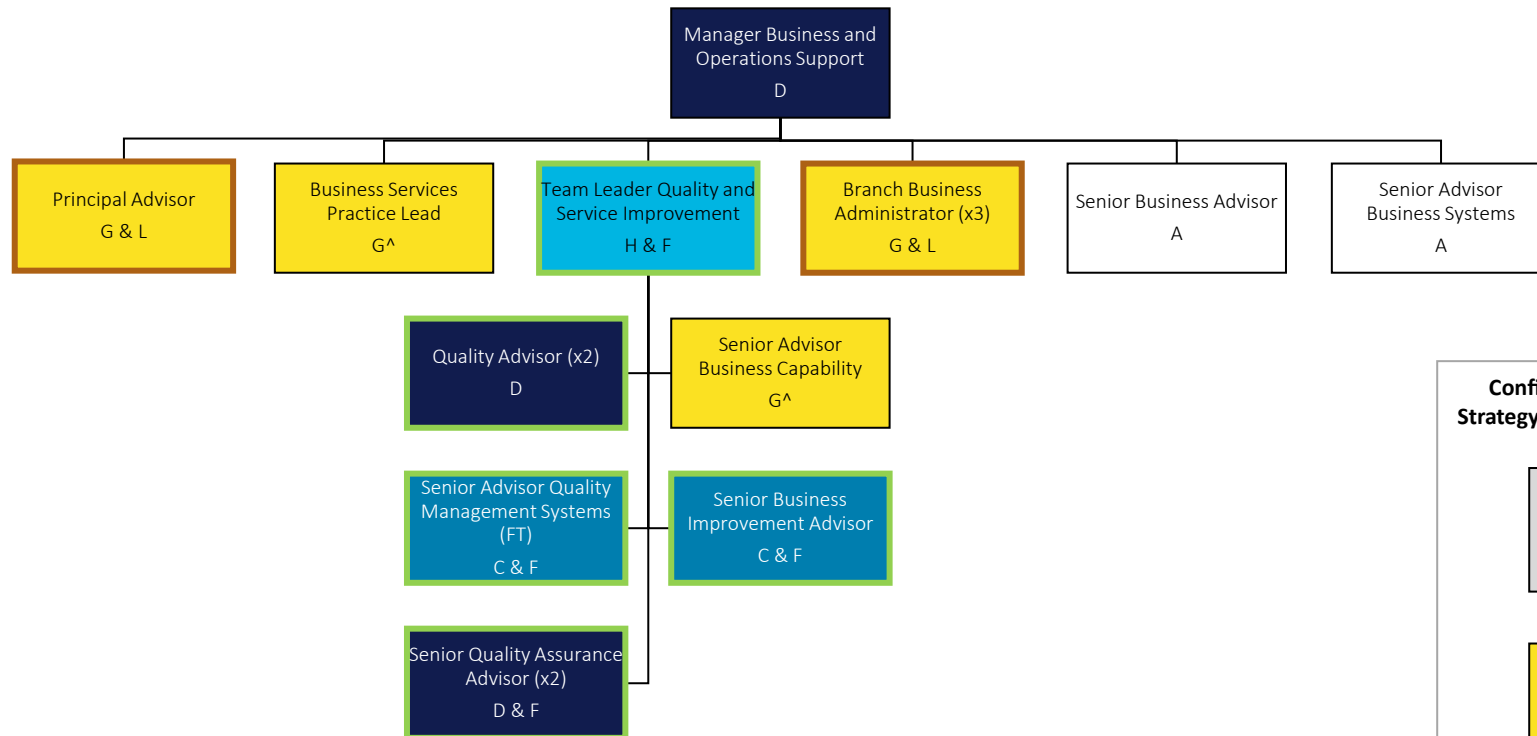 Manager Business and
Operations Support
D
Principal Advisor
G & L
Business Services
Practice Lead
G^
Team Leader Quality and
Service Improvement
H & F
Branch Business
Administrator (x3)
G & L
Senior Business Advisor
A
Senior Advisor
Business Systems
A
Quality Advisor (x2)
D
Senior Advisor
Business Capability
G^
Senior Advisor Quality
Management Systems
(FT)
C & F
Senior Business
Improvement Advisor
C & F
Senior Quality Assurance
Advisor (x2)
D & F
Confi
Strategy